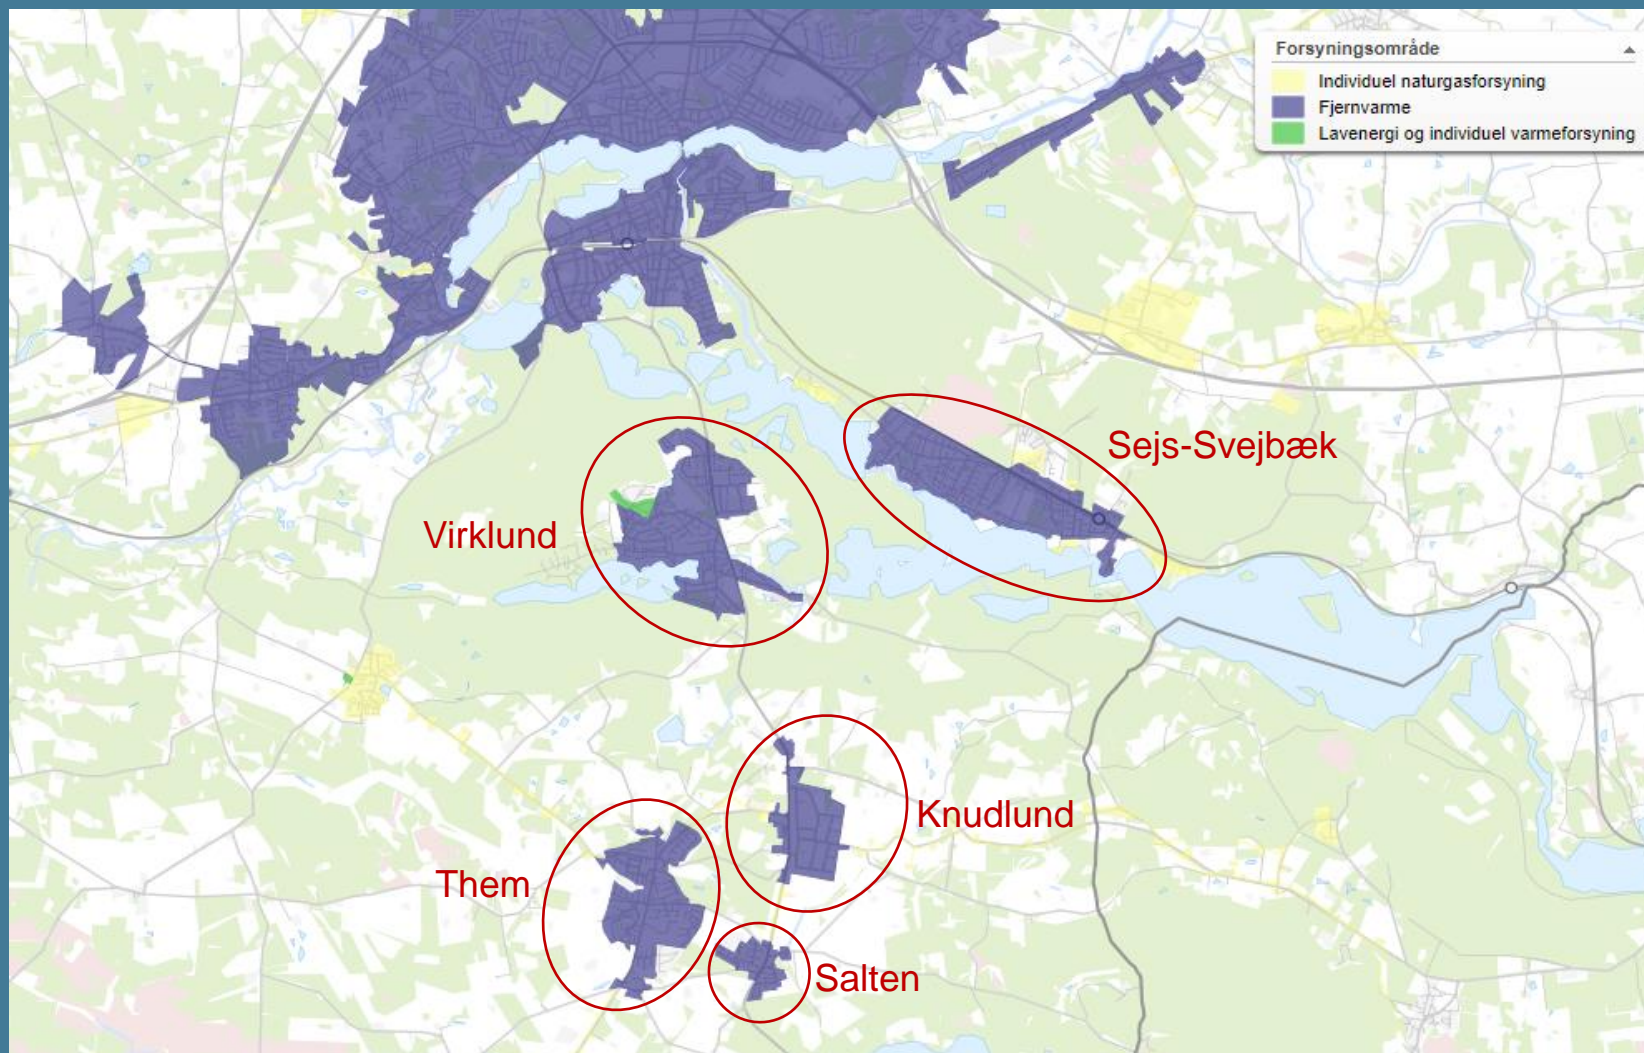 Forsyningsområde
Individuel naturgasforsyning
Fjernvarme
Lavenergi og individuel varmeforsyning
Sejs-Svejbæk
Virklund
Knudlund
Them
Salten